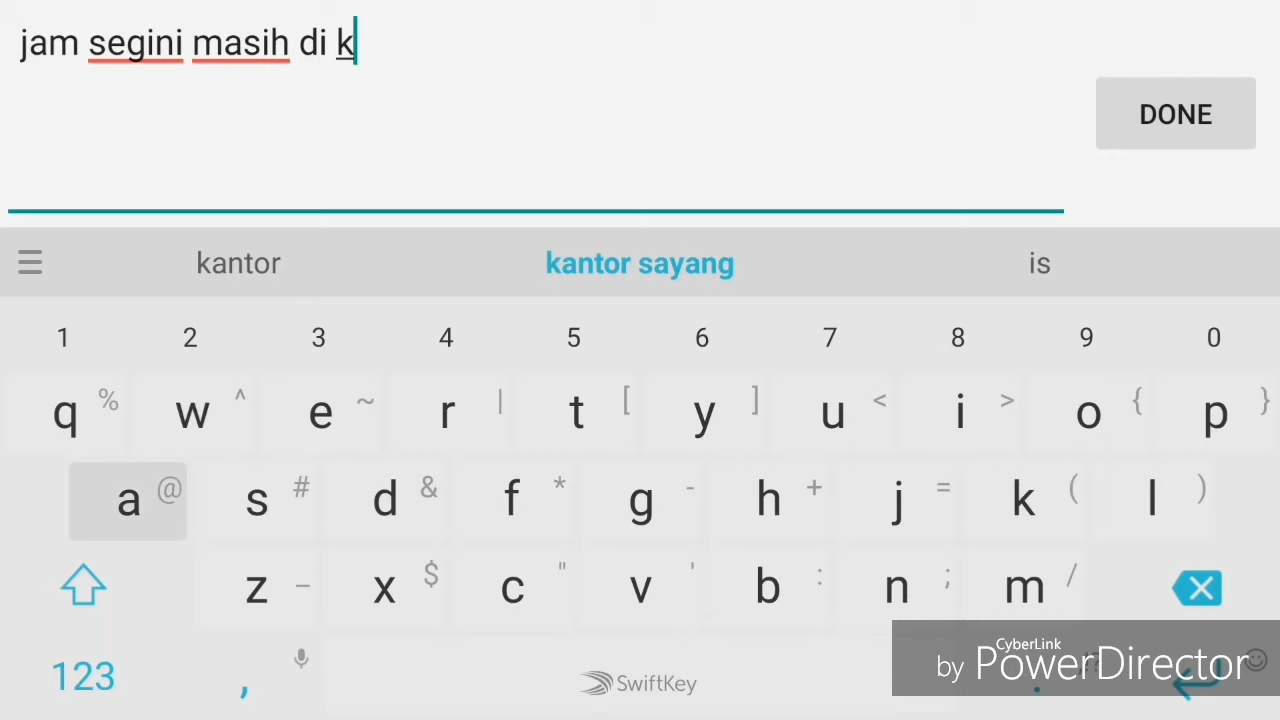 jam segini masih di k
DONE
kantor kantor sayang is
1 2 3 4 5 6 7 8 9 0
q % w ^ e ~ r | t [ y ] u < i > o { p }
a @ s # d & f * g - h + j = k ( l )
z _ x $ c " v ' b : n ; m /
123 , SwiftKey . !?
CyberLink
by PowerDirector